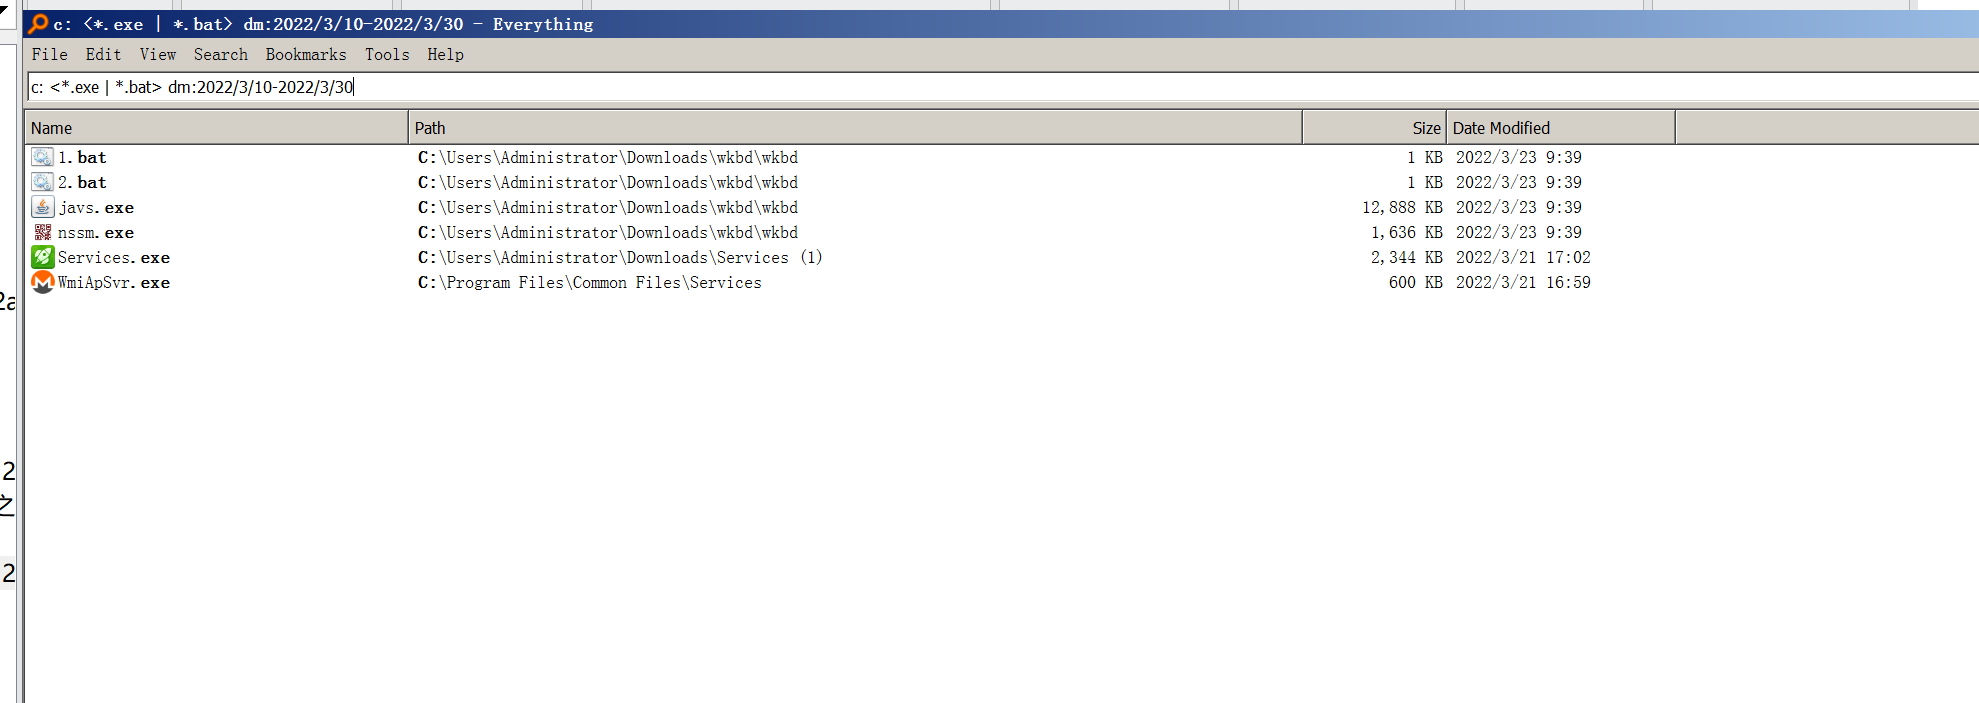 c: <*.exe | *.bat> dm:2022/3/10-2022/3/30 - Everything
File Edit View Search Bookmarks Tools Help
c: <*.exe | *.bat> dm:2022/3/10-2022/3/30
Name Path Size Date Modified
1.bat C:\Users\Administrator\Downloads\wkbd\wkbd 1 KB 2022/3/23 9:39
2.bat C:\Users\Administrator\Downloads\wkbd\wkbd 1 KB 2022/3/23 9:39
javs.exe C:\Users\Administrator\Downloads\wkbd\wkbd 12,888 KB 2022/3/23 9:39
nssm.exe C:\Users\Administrator\Downloads\wkbd\wkbd 1,636 KB 2022/3/23 9:39
Services.exe C:\Users\Administrator\Downloads\Services (1) 2,344 KB 2022/3/21 17:02
WmiApSvr.exe C:\Program Files\Common Files\Services 600 KB 2022/3/21 16:59
2
之
2